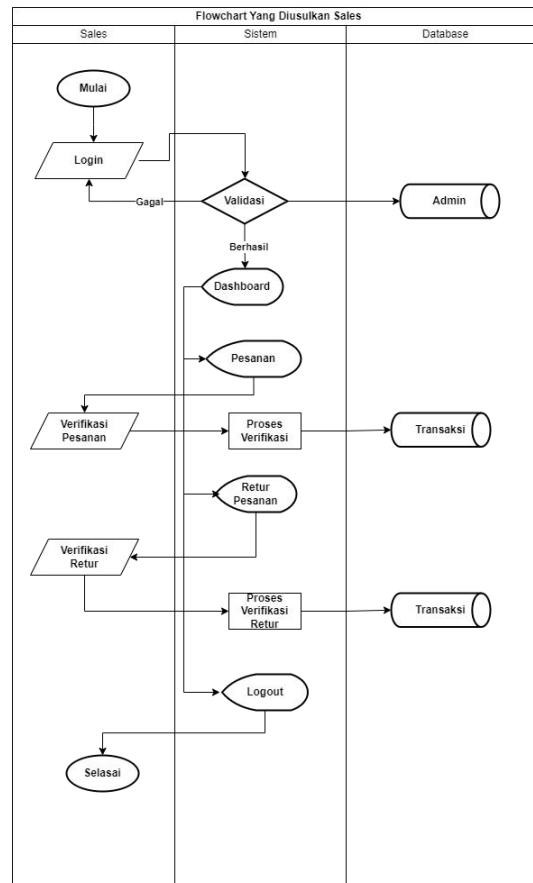 Flowchart Yang Diusulkan Sales
Sales
Sistem
Database
Mulai
Login
Gagal
Validasi
Admin
Berhasil
Dashboard
Pesanan
Verifikasi
Pesanan
Proses
Verifikasi
Transaksi
Retur
Pesanan
Verifikasi
Retur
Proses
Verifikasi
Retur
Transaksi
Logout
Selasai